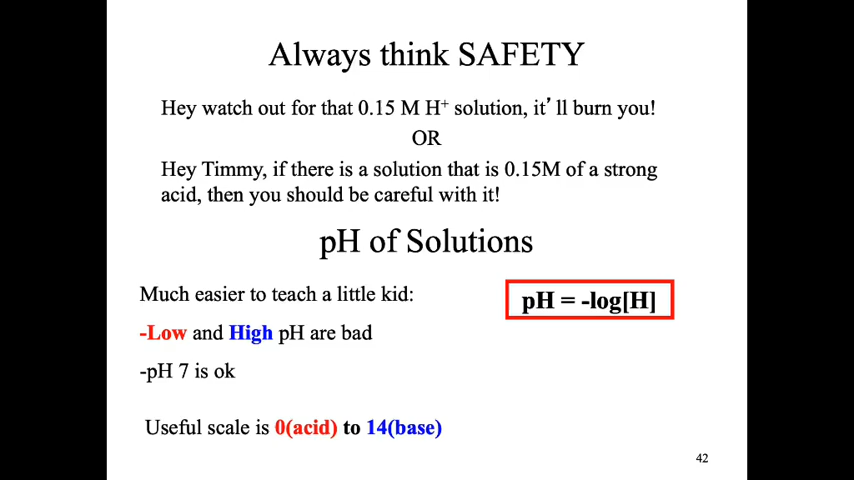 Always think SAFETY
Hey watch out for that 0.15 M H⁺ solution, it’ll burn you!
OR
Hey Timmy, if there is a solution that is 0.15M of a strong
acid, then you should be careful with it!
pH of Solutions
Much easier to teach a little kid:
pH = -log[H]
-Low and High pH are bad
-pH 7 is ok
Useful scale is 0(acid) to 14(base)
42